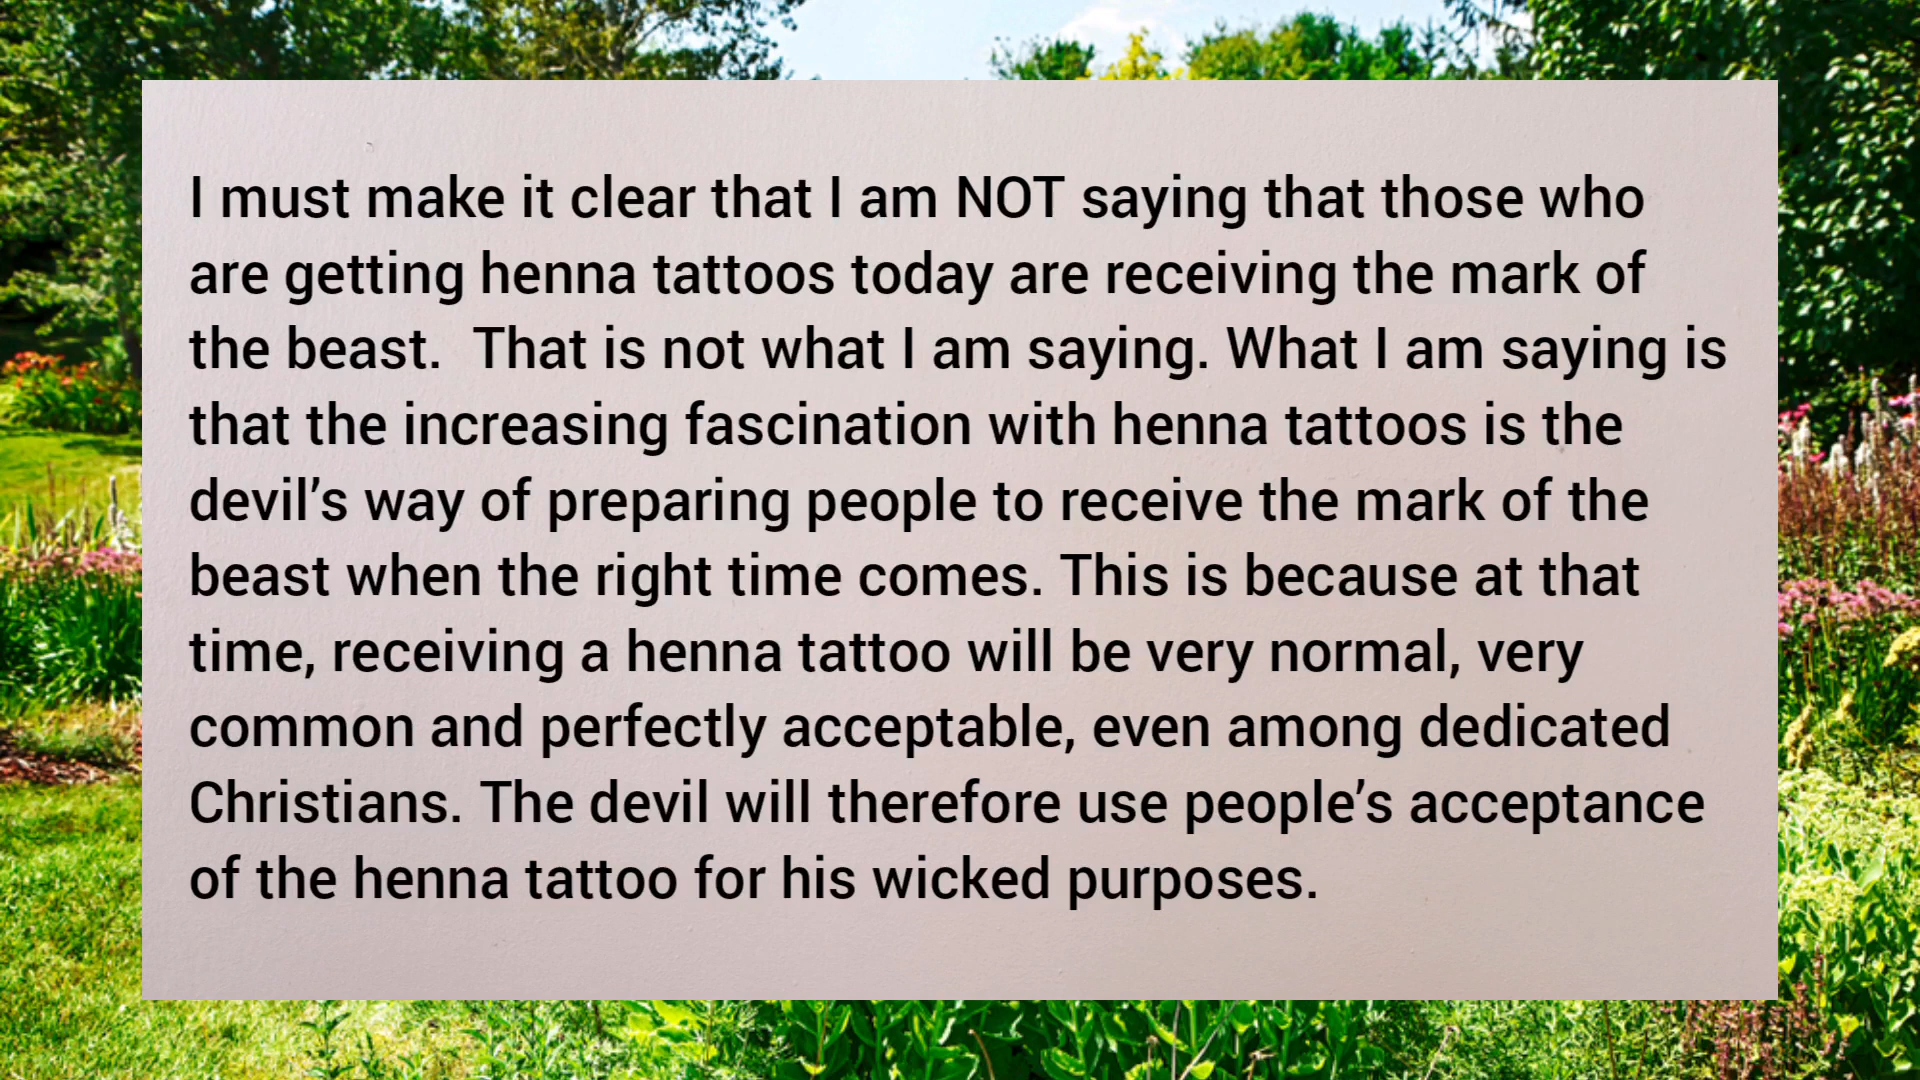 I must make it clear that I am NOT saying that those who
are getting henna tattoos today are receiving the mark of
the beast.  That is not what I am saying. What I am saying is
that the increasing fascination with henna tattoos is the
devil’s way of preparing people to receive the mark of the
beast when the right time comes. This is because at that
time, receiving a henna tattoo will be very normal, very
common and perfectly acceptable, even among dedicated
Christians. The devil will therefore use people’s acceptance
of the henna tattoo for his wicked purposes.